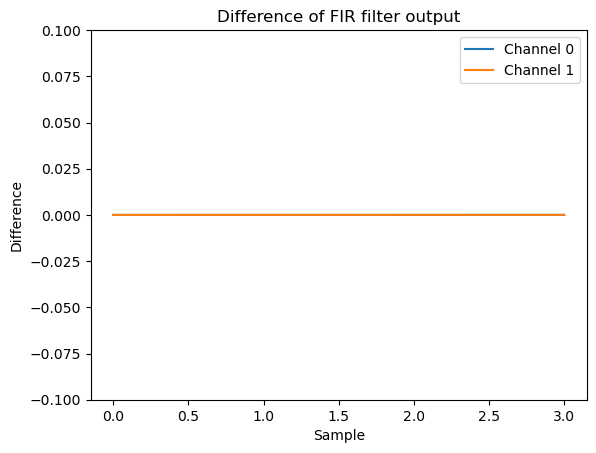 Difference of FIR filter output
Channel 0
Channel 1
0.100
0.075
0.050
0.025
0.000
−0.025
−0.050
−0.075
−0.100
Difference
0.0 0.5 1.0 1.5 2.0 2.5 3.0
Sample